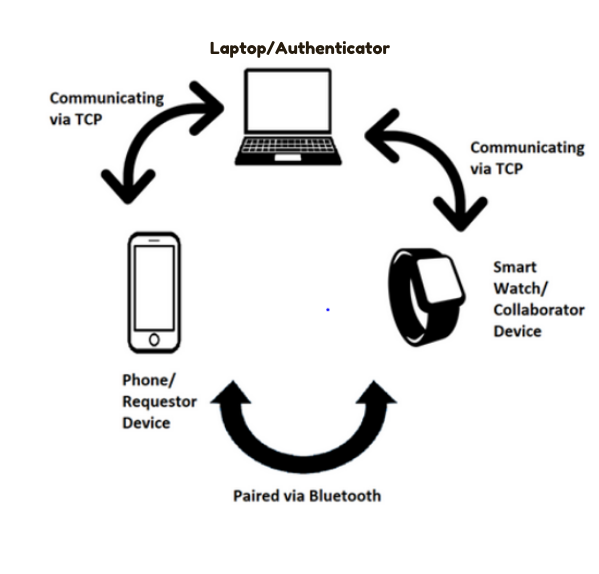 Laptop/Authenticator
Communicating
via TCP
Communicating
via TCP
Smart
Watch/
Collaborator
Device
Phone/
Requestor
Device
Paired via Bluetooth